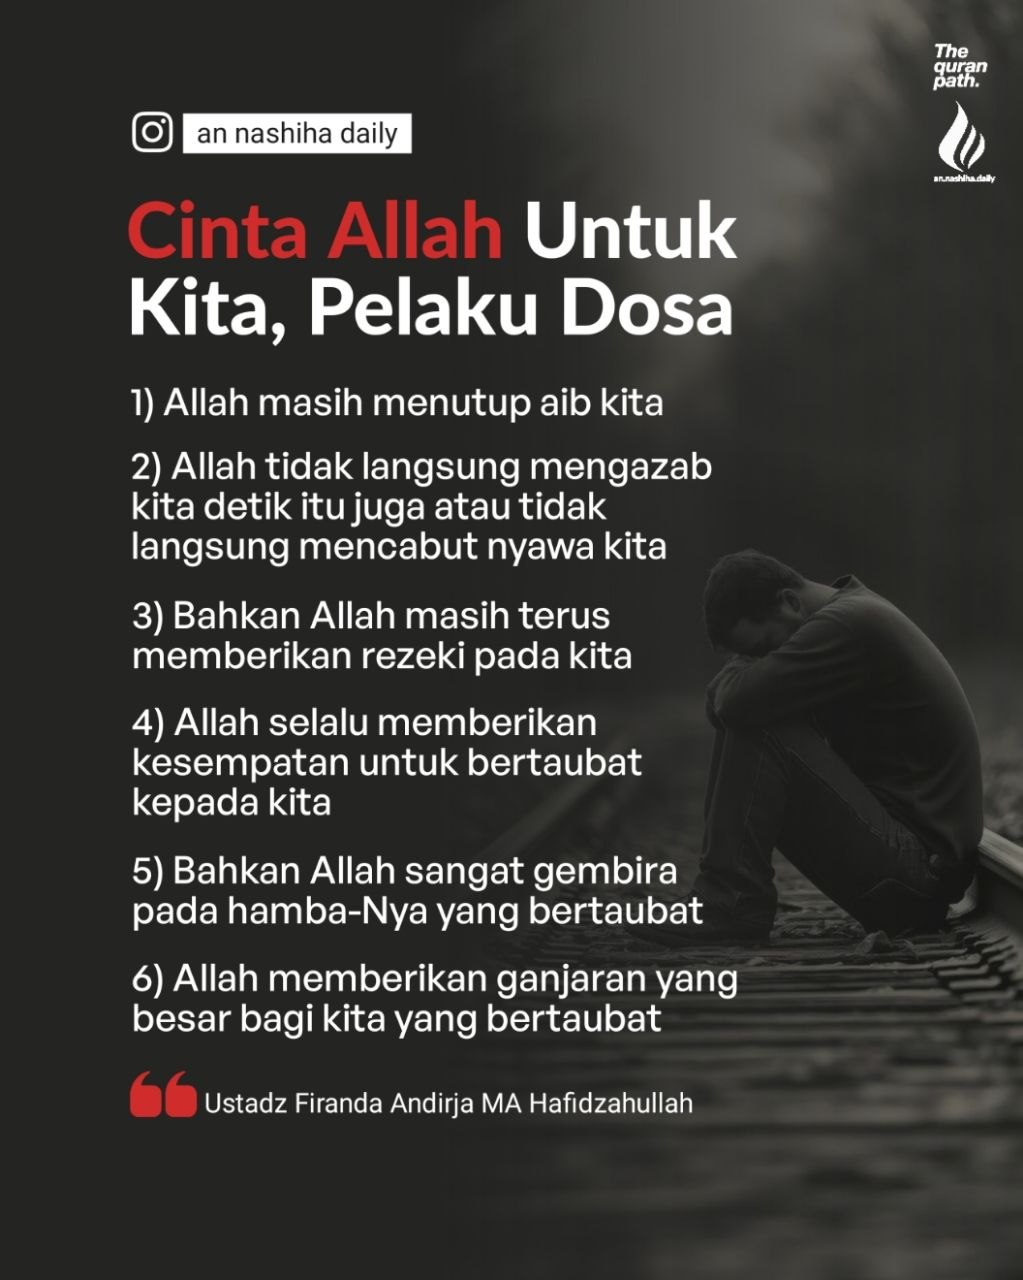 The
quran
path.
an nashiha daily
an.nashiha.daily
Cinta Allah Untuk
Kita, Pelaku Dosa
1) Allah masih menutup aib kita
2) Allah tidak langsung mengazab
kita detik itu juga atau tidak
langsung mencabut nyawa kita
3) Bahkan Allah masih terus
memberikan rezeki pada kita
4) Allah selalu memberikan
kesempatan untuk bertaubat
kepada kita
5) Bahkan Allah sangat gembira
pada hamba-Nya yang bertaubat
6) Allah memberikan ganjaran yang
besar bagi kita yang bertaubat
Ustadz Firanda Andirja MA Hafidzahullah